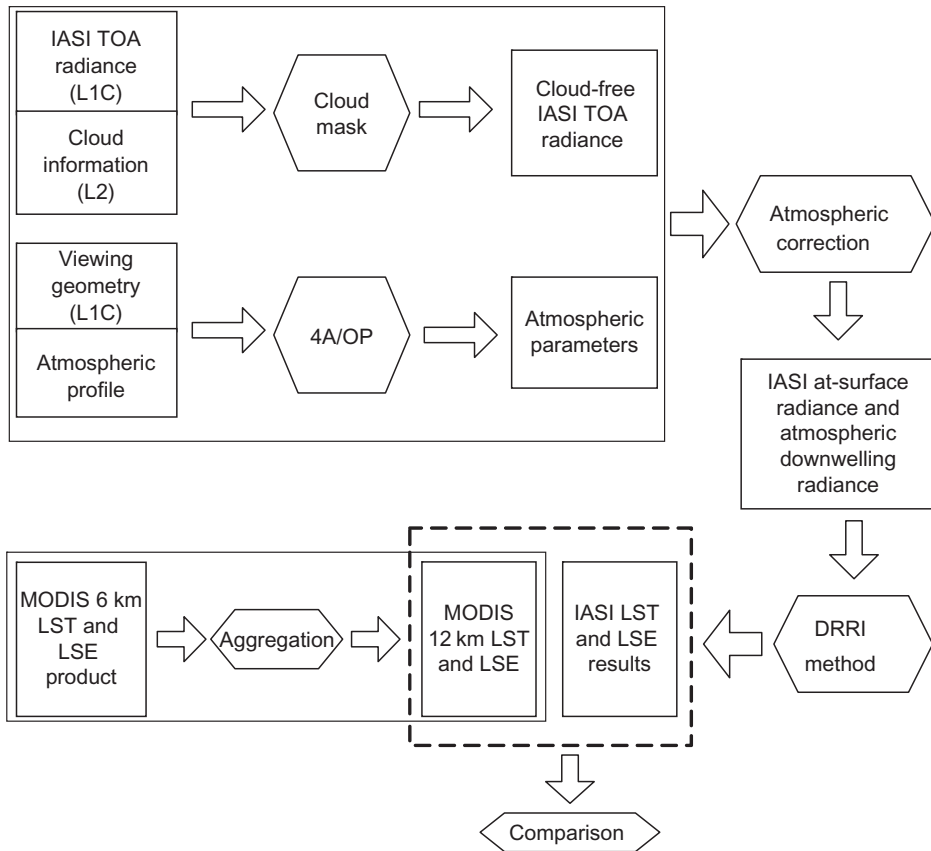 IASI TOA
radiance
(L1C)
Cloud
information
(L2)
Cloud
mask
Cloud-free
IASI TOA
radiance
Viewing
geometry
(L1C)
Atmospheric
profile
4A/OP
Atmospheric
parameters
Atmospheric
correction
IASI at-surface
radiance and
atmospheric
downwelling
radiance
DRRI
method
IASI LST
and LSE
results
MODIS 6 km
LST and
LSE
product
Aggregation
MODIS
12 km LST
and LSE
Comparison